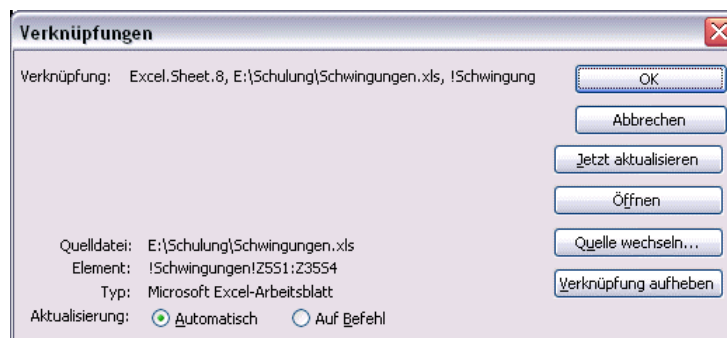 Verknüpfungen
Verknüpfung: Excel.Sheet.8, E:\Schulung\Schwingungen.xls, !Schwingung
OK
Abbrechen
Jetzt aktualisieren
Öffnen
Quelldatei: E:\Schulung\Schwingungen.xls
Quelle wechseln...
Element: !Schwingungen!Z5S1:Z35S4
Typ: Microsoft Excel-Arbeitsblatt
Verknüpfung aufheben
Aktualisierung: Automatisch Auf Befehl